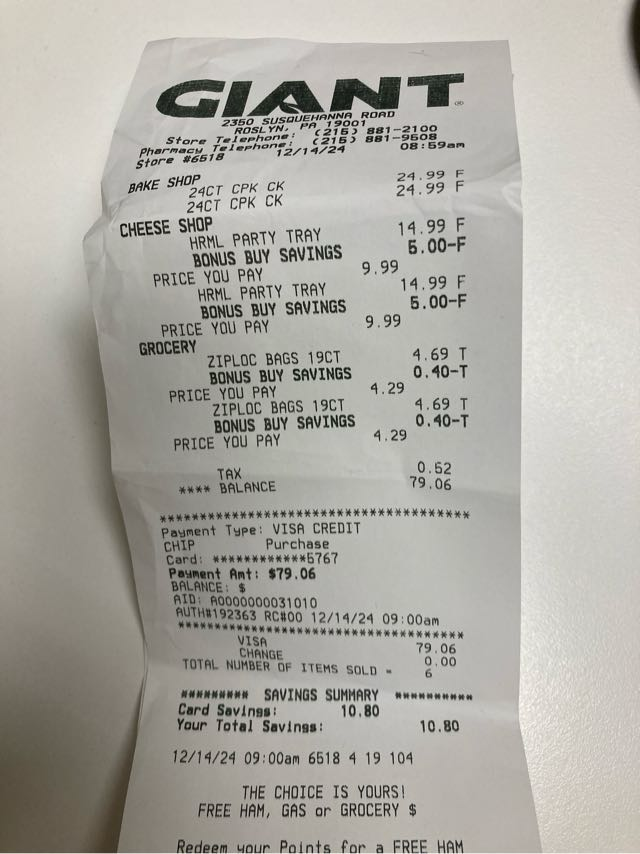 GIANT®
2350 SUSQUEHANNA ROAD
ROSLYN, PA 19001
Store Telephone: (215) 881-2100
Pharmacy Telephone: (215) 881-9508
Store #6518 12/14/24 08:59am
BAKE SHOP
24CT CPK CK 24.99 F
24CT CPK CK 24.99 F
CHEESE SHOP
HRML PARTY TRAY 14.99 F
BONUS BUY SAVINGS 5.00-F
PRICE YOU PAY 9.99
HRML PARTY TRAY 14.99 F
BONUS BUY SAVINGS 5.00-F
PRICE YOU PAY 9.99
GROCERY
ZIPLOC BAGS 19CT 4.69 T
BONUS BUY SAVINGS 0.40-T
PRICE YOU PAY 4.29
ZIPLOC BAGS 19CT 4.69 T
BONUS BUY SAVINGS 0.40-T
PRICE YOU PAY 4.29
TAX 0.52
**** BALANCE 79.06
**************************************
Payment Type: VISA CREDIT
CHIP Purchase
Card: ************5767
Payment Amt: $79.06
BALANCE: $
AID: A0000000031010
AUTH#192363 RC#00 12/14/24 09:00am
**************************************
VISA 79.06
CHANGE 0.00
TOTAL NUMBER OF ITEMS SOLD = 6
********* SAVINGS SUMMARY **********
Card Savings: 10.80
Your Total Savings: 10.80
12/14/24 09:00am 6518 4 19 104
THE CHOICE IS YOURS!
FREE HAM, GAS or GROCERY $
Redeem your Points for a FREE HAM